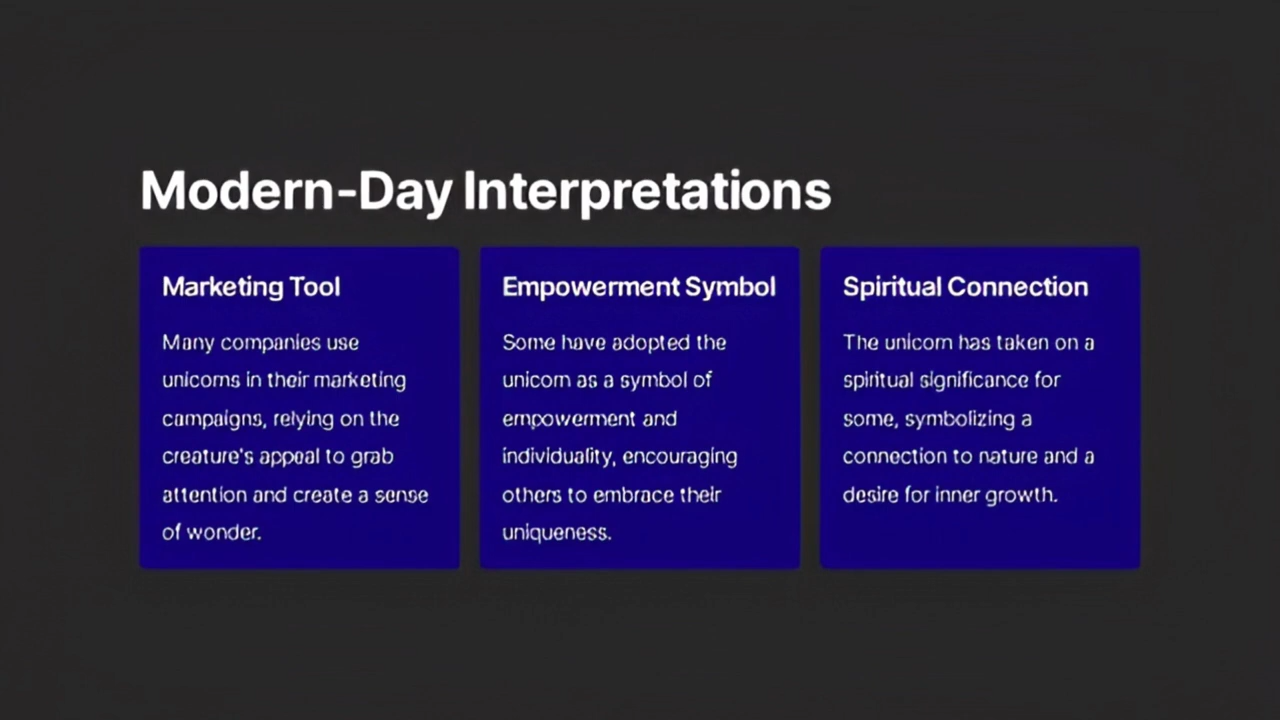 Modern-Day Interpretations
Marketing Tool
Many companies use
unicorns in their marketing
campaigns, relying on the
creature's appeal to grab
attention and create a sense
of wonder.
Empowerment Symbol
Some have adopted the
unicorn as a symbol of
empowerment and
individuality, encouraging
others to embrace their
uniqueness.
Spiritual Connection
The unicorn has taken on a
spiritual significance for
some, symbolizing a
connection to nature and a
desire for inner growth.